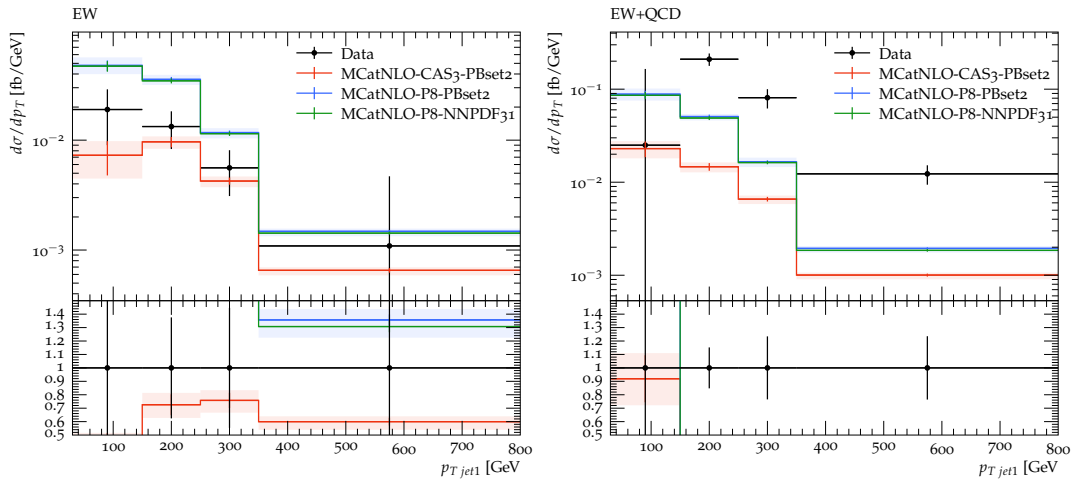 EW
Data
MCatNLO-CAS3-PBset2
MCatNLO-P8-PBset2
MCatNLO-P8-NNPDF31
dσ/dp_T [fb/GeV]
10⁻²
10⁻³
1.4
1.3
1.2
1.1
1
0.9
0.8
0.7
0.6
0.5
100 200 300 400 500 600 700 800
p_T jet1 [GeV]
EW+QCD
Data
MCatNLO-CAS3-PBset2
MCatNLO-P8-PBset2
MCatNLO-P8-NNPDF31
dσ/dp_T [fb/GeV]
10⁻¹
10⁻²
10⁻³
1.4
1.3
1.2
1.1
1
0.9
0.8
0.7
0.6
0.5
100 200 300 400 500 600 700 800
p_T jet1 [GeV]